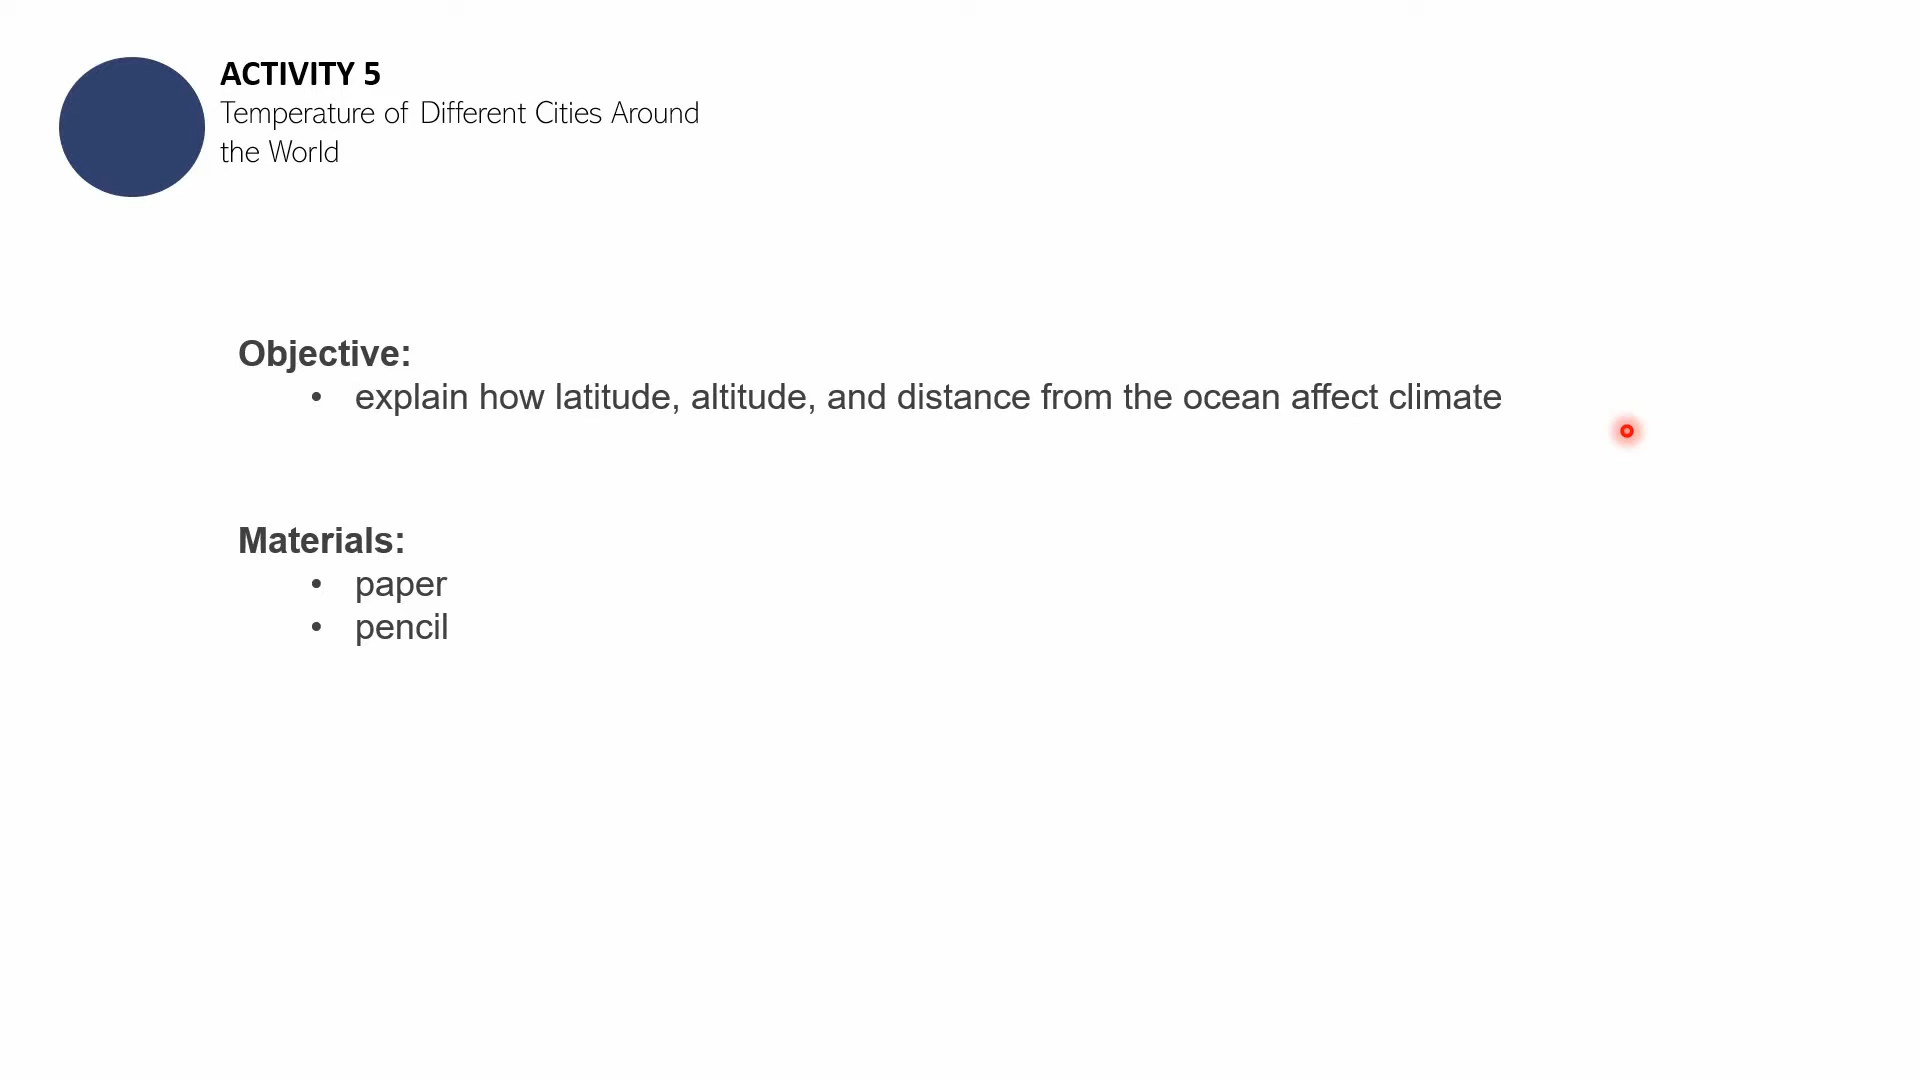 ACTIVITY 5
Temperature of Different Cities Around
the World
Objective:
• explain how latitude, altitude, and distance from the ocean affect climate
Materials:
• paper
• pencil